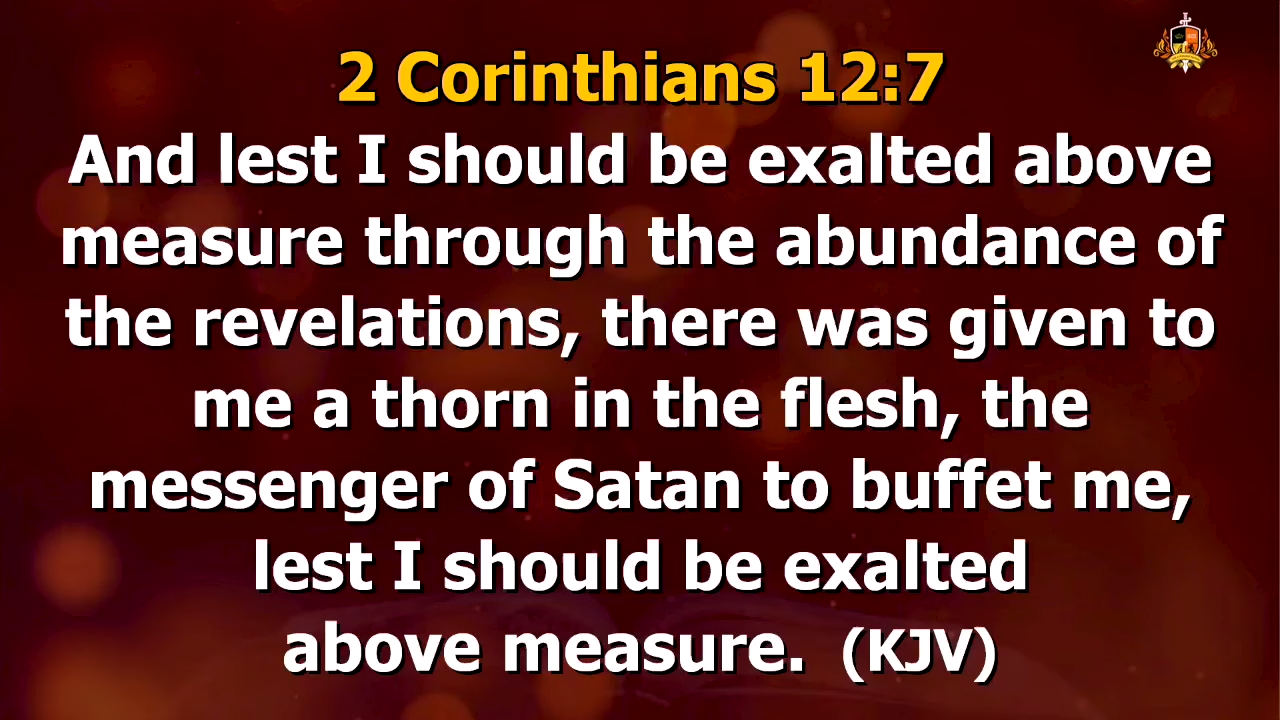 2 Corinthians 12:7
And lest I should be exalted above
measure through the abundance of
the revelations, there was given to
me a thorn in the flesh, the
messenger of Satan to buffet me,
lest I should be exalted
above measure. (KJV)